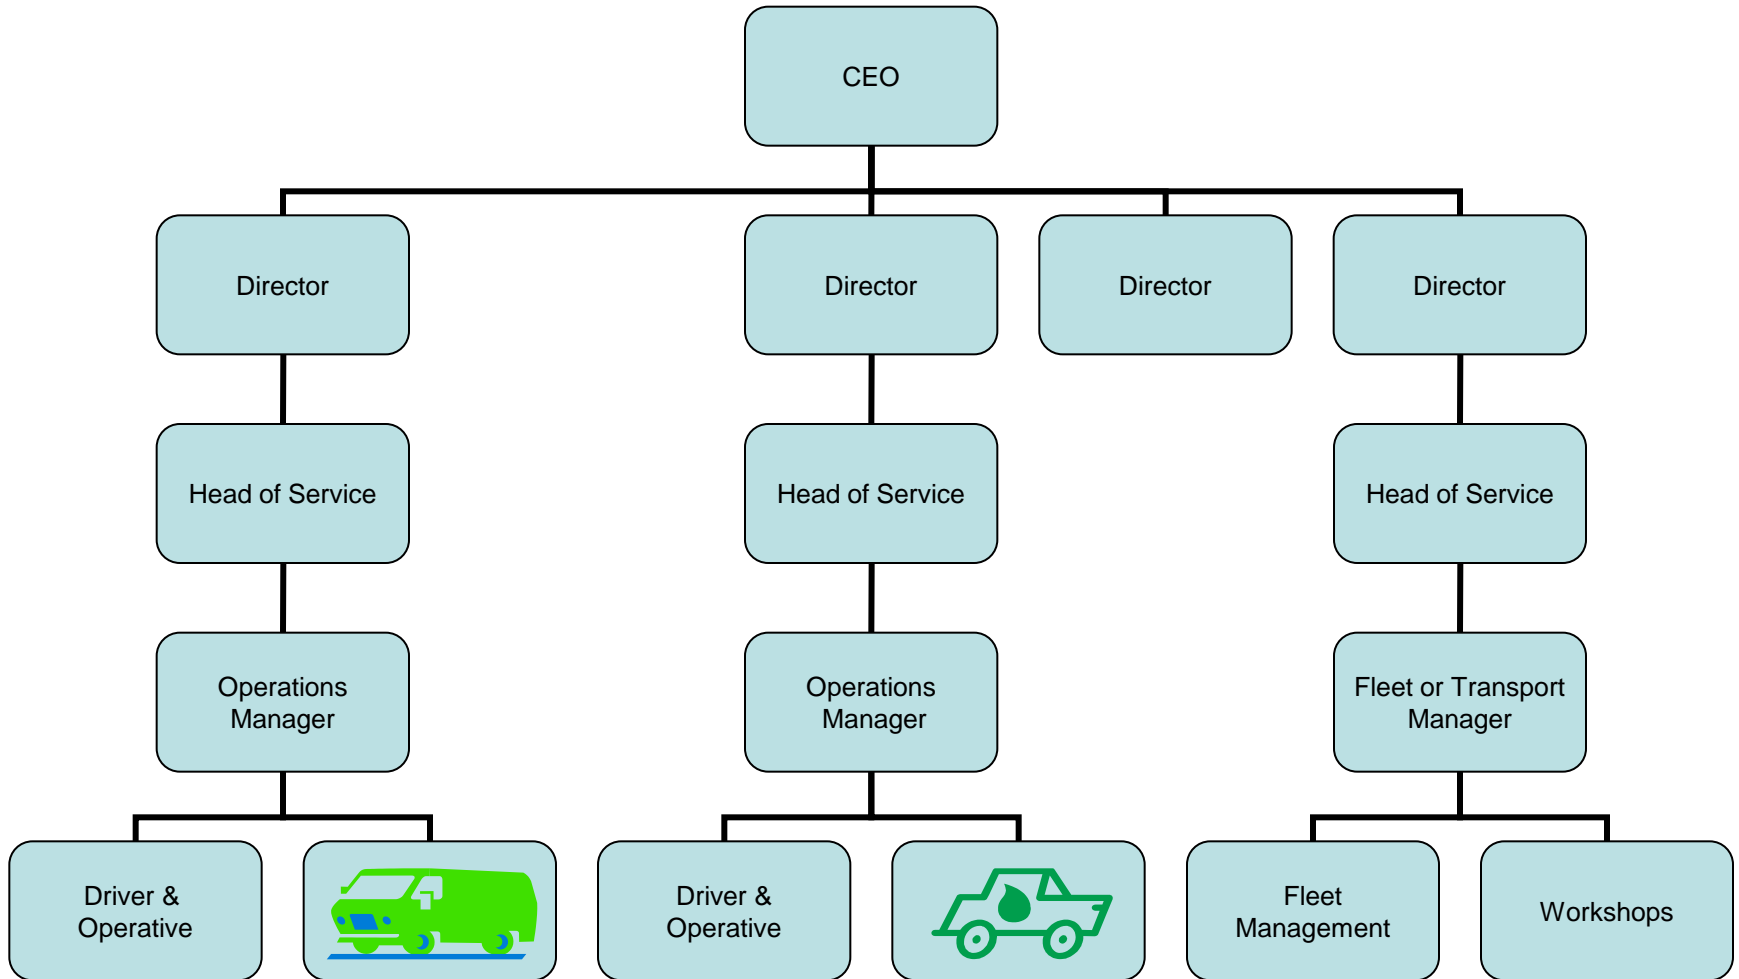 CEO
Director
Director
Director
Director
Head of Service
Head of Service
Head of Service
Operations
Manager
Operations
Manager
Fleet or Transport
Manager
Driver &
Operative
Driver &
Operative
Fleet
Management
Workshops